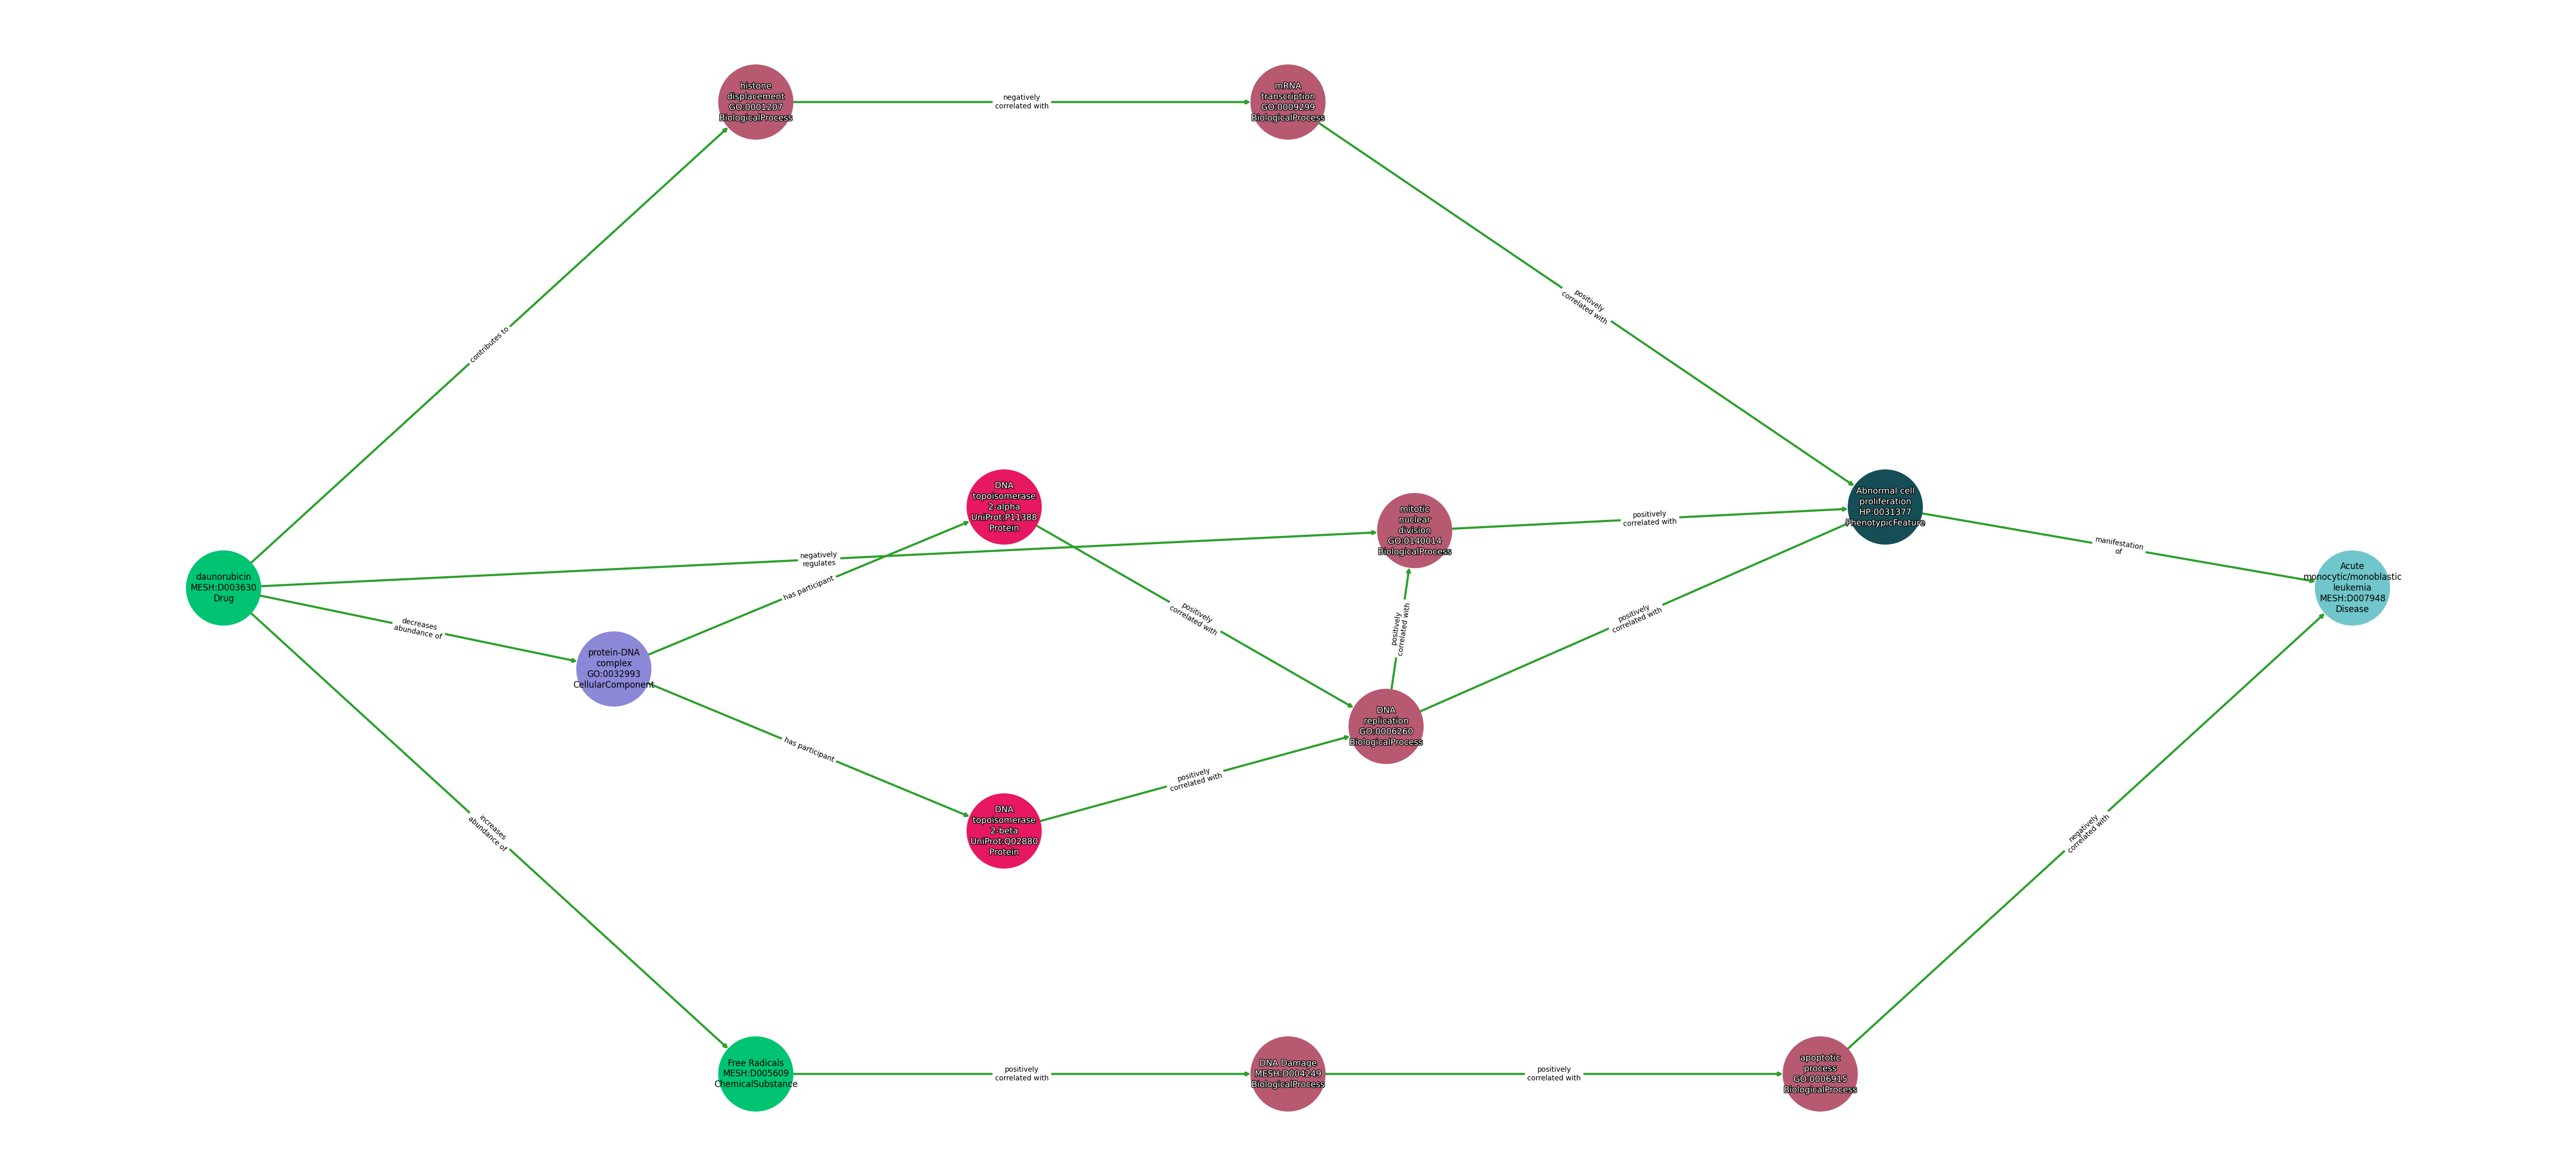 histone
displacement
GO:0001207
BiologicalProcess
negatively
correlated with
mRNA
transcription
GO:0009299
BiologicalProcess
positively
correlated with
contributes to
DNA
topoisomerase
2-alpha
UniProt:P11388
Protein
mitotic
nuclear
division
GO:0140014
BiologicalProcess
positively
correlated with
Abnormal cell
proliferation
HP:0031377
PhenotypicFeature
manifestation
of
Acute
monocytic/monoblastic
leukemia
MESH:D007948
Disease
daunorubicin
MESH:D003630
Drug
negatively
regulates
has participant
decreases
abundance of
positively
correlated with
positively
correlated with
positively
correlated with
protein-DNA
complex
GO:0032993
CellularComponent
DNA
replication
GO:0006260
BiologicalProcess
has participant
positively
correlated with
DNA
topoisomerase
2-beta
UniProt:Q02880
Protein
increases
abundance of
negatively
correlated with
Free Radicals
MESH:D005609
ChemicalSubstance
positively
correlated with
DNA Damage
MESH:D004249
BiologicalProcess
positively
correlated with
apoptotic
process
GO:0006915
BiologicalProcess